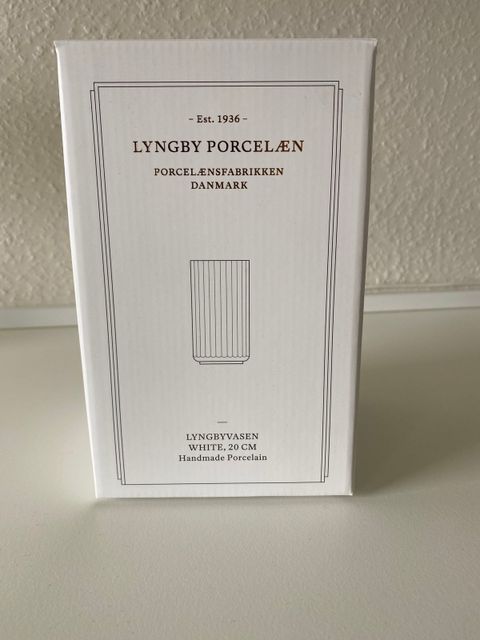 - Est. 1936 -
LYNGBY PORCELÆN
PORCELÆNSFABRIKKEN
DANMARK
LYNGBYVASEN
WHITE, 20 CM
Handmade Porcelain